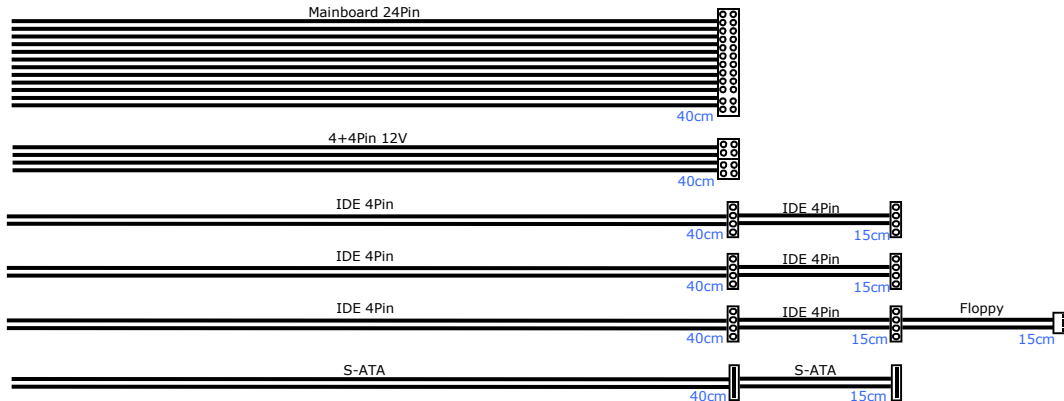 Mainboard 24Pin
40cm
4+4Pin 12V
40cm
IDE 4Pin
40cm
IDE 4Pin
15cm
IDE 4Pin
40cm
IDE 4Pin
15cm
IDE 4Pin
40cm
IDE 4Pin
15cm
Floppy
15cm
S-ATA
40cm
S-ATA
15cm